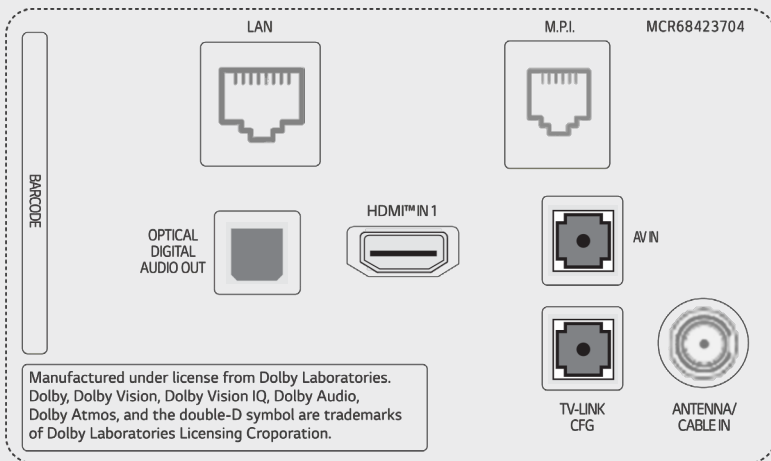 LAN
M.P.I.
MCR68423704
BARCODE
OPTICAL
DIGITAL
AUDIO OUT
HDMI™ IN 1
AV IN
Manufactured under license from Dolby Laboratories.
Dolby, Dolby Vision, Dolby Vision IQ, Dolby Audio,
Dolby Atmos, and the double-D symbol are trademarks
of Dolby Laboratories Licensing Croporation.
TV-LINK
CFG
ANTENNA/
CABLE IN